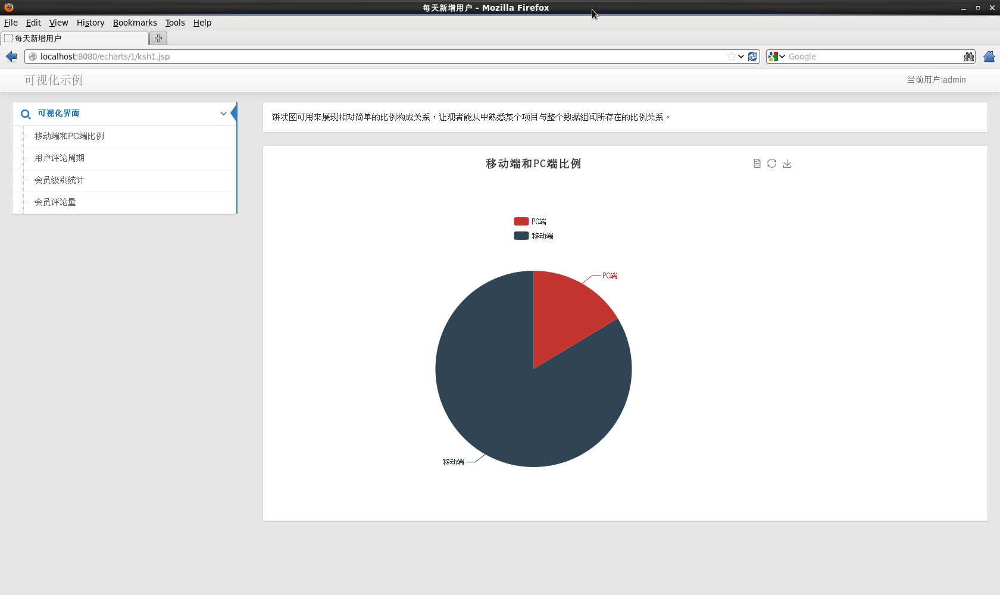 每天新增用户 - Mozilla Firefox
File Edit View History Bookmarks Tools Help
每天新增用户
localhost:8080/echarts/1/ksh1.jsp
Google
可视化示例
当前用户:admin
可视化界面
移动端和PC端比例
用户评论周期
会员级别统计
会员评论量
饼状图可用来展现相对简单的比例构成关系，让观者能从中熟悉某个项目与整个数据组间所存在的比例关系。
移动端和PC端比例
PC端
移动端
PC端
移动端